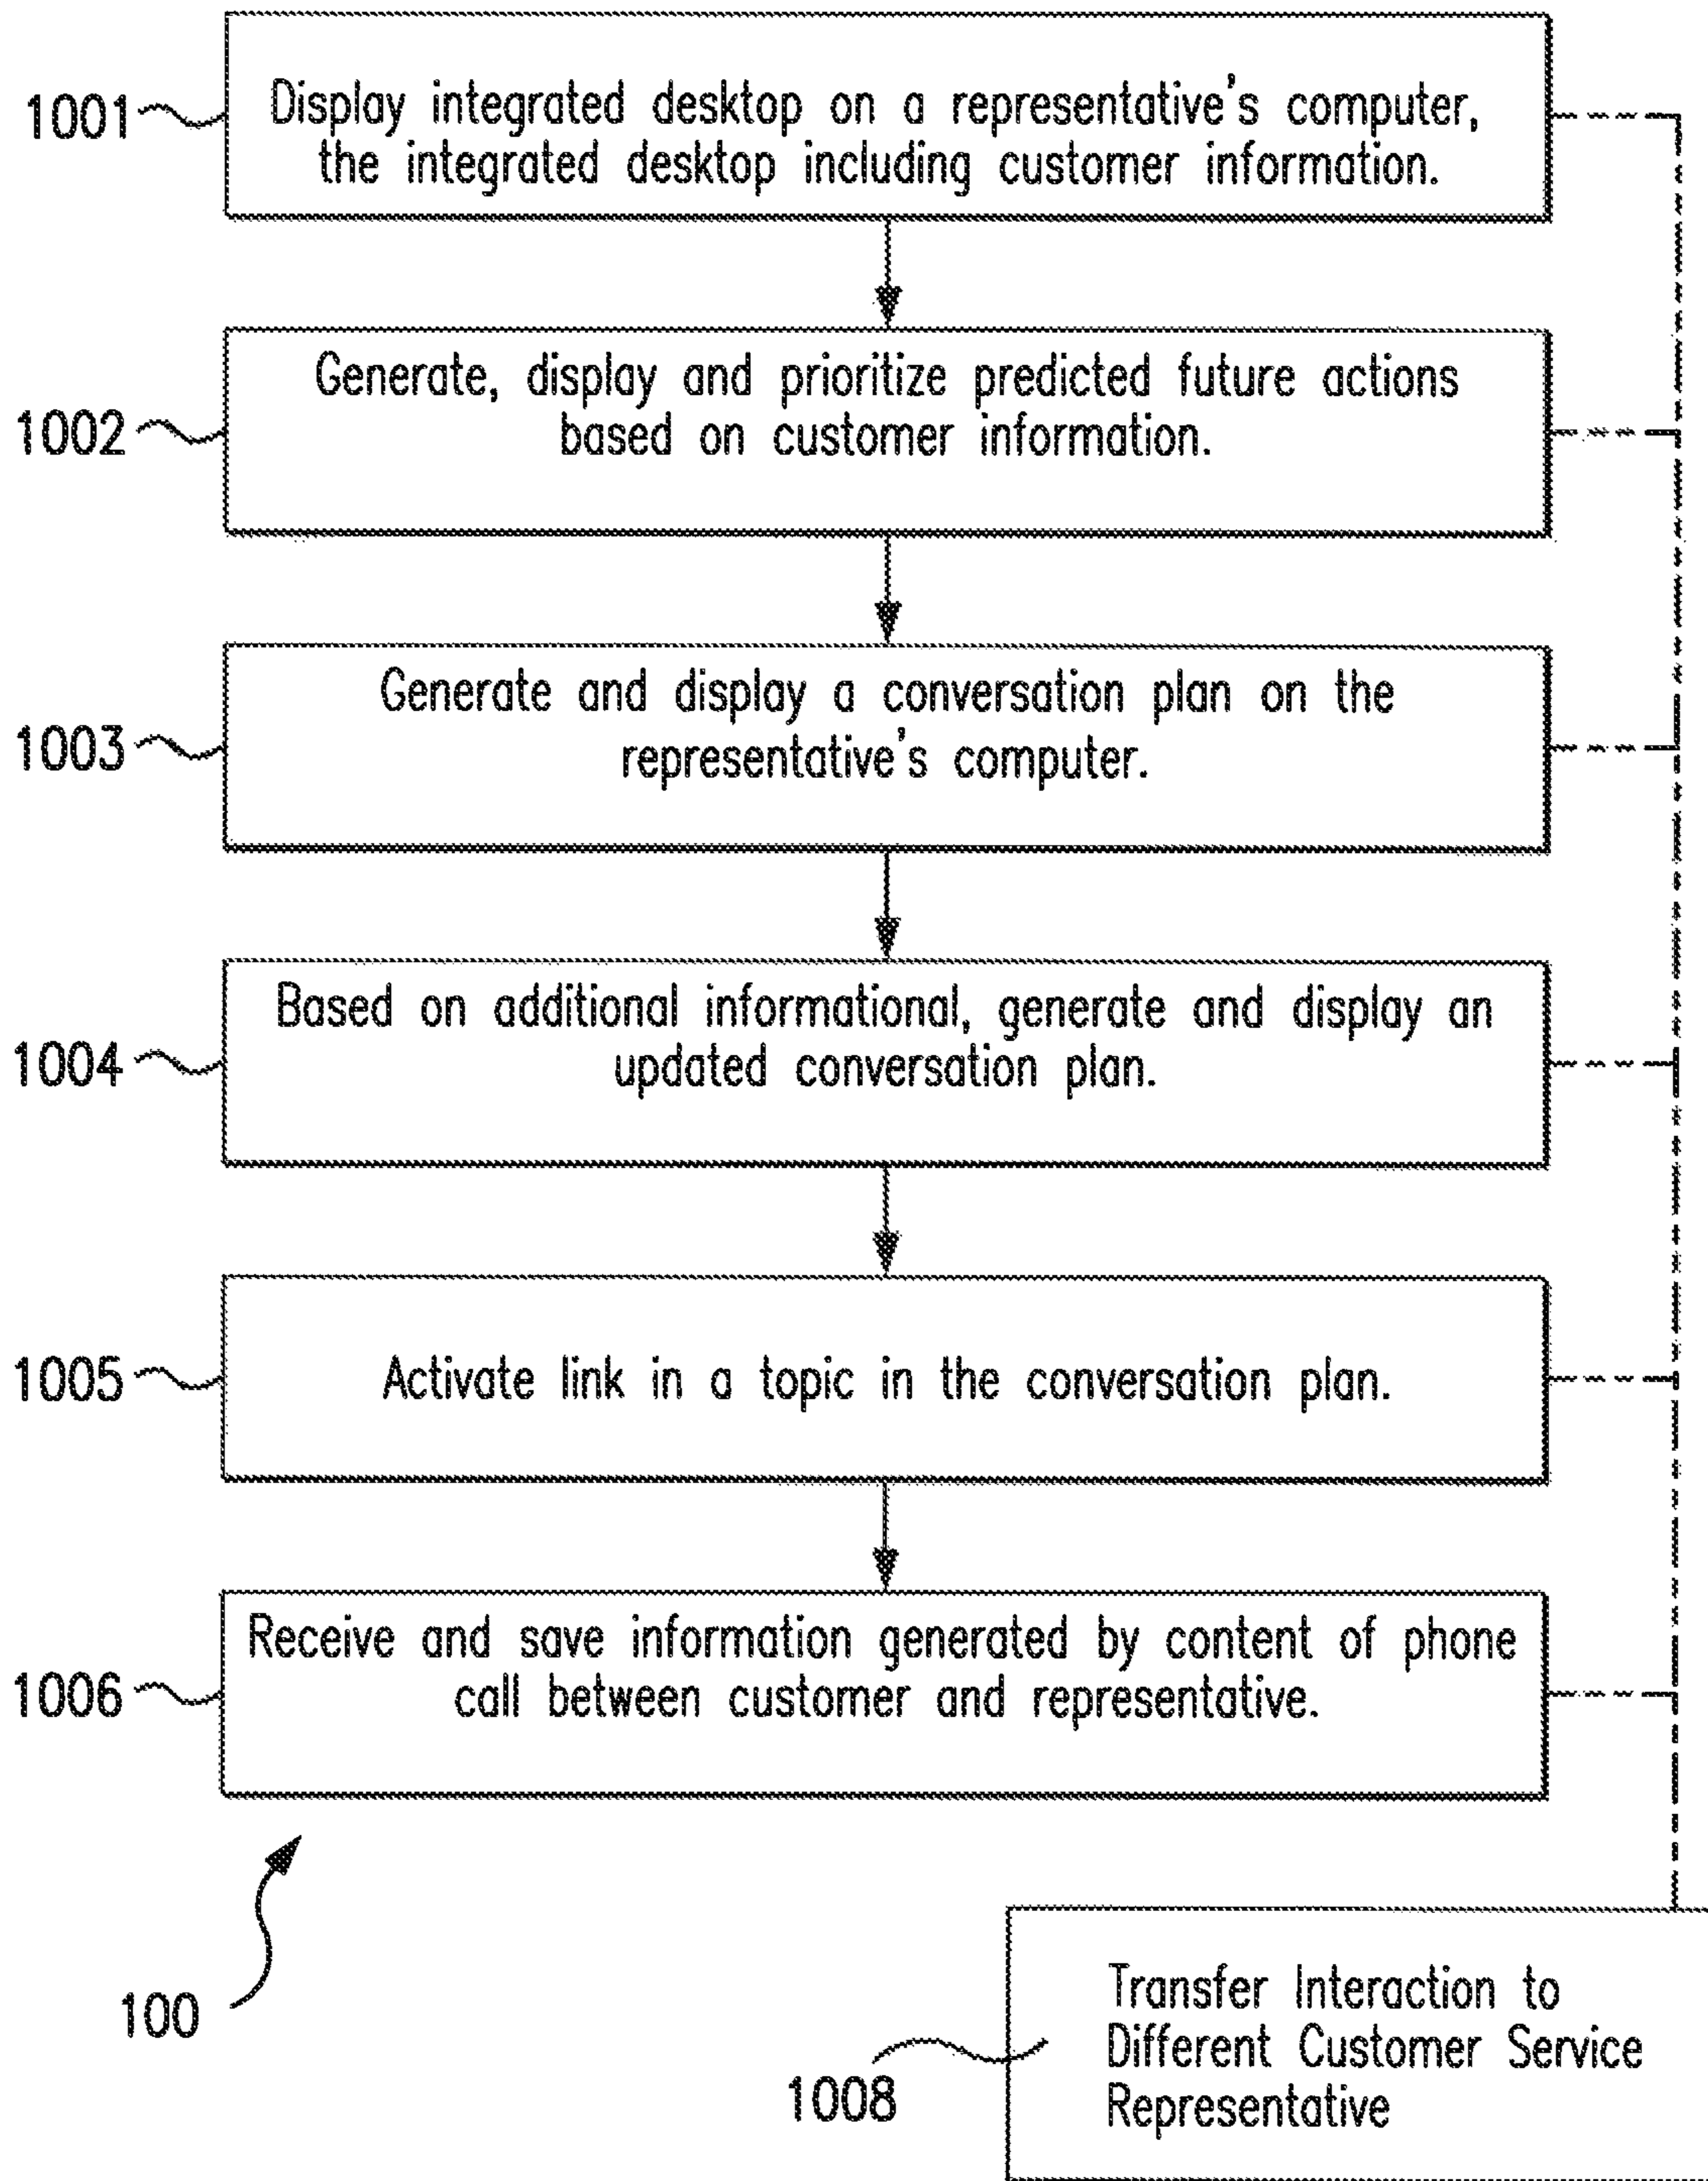 1001
Display integrated desktop on a representative's computer,
the integrated desktop including customer information.
1002
Generate, display and prioritize predicted future actions
based on customer information.
1003
Generate and display a conversation plan on the
representative's computer.
1004
Based on additional informational, generate and display an
updated conversation plan.
1005
Activate link in a topic in the conversation plan.
1006
Receive and save information generated by content of phone
call between customer and representative.
100
1008
Transfer Interaction to
Different Customer Service
Representative